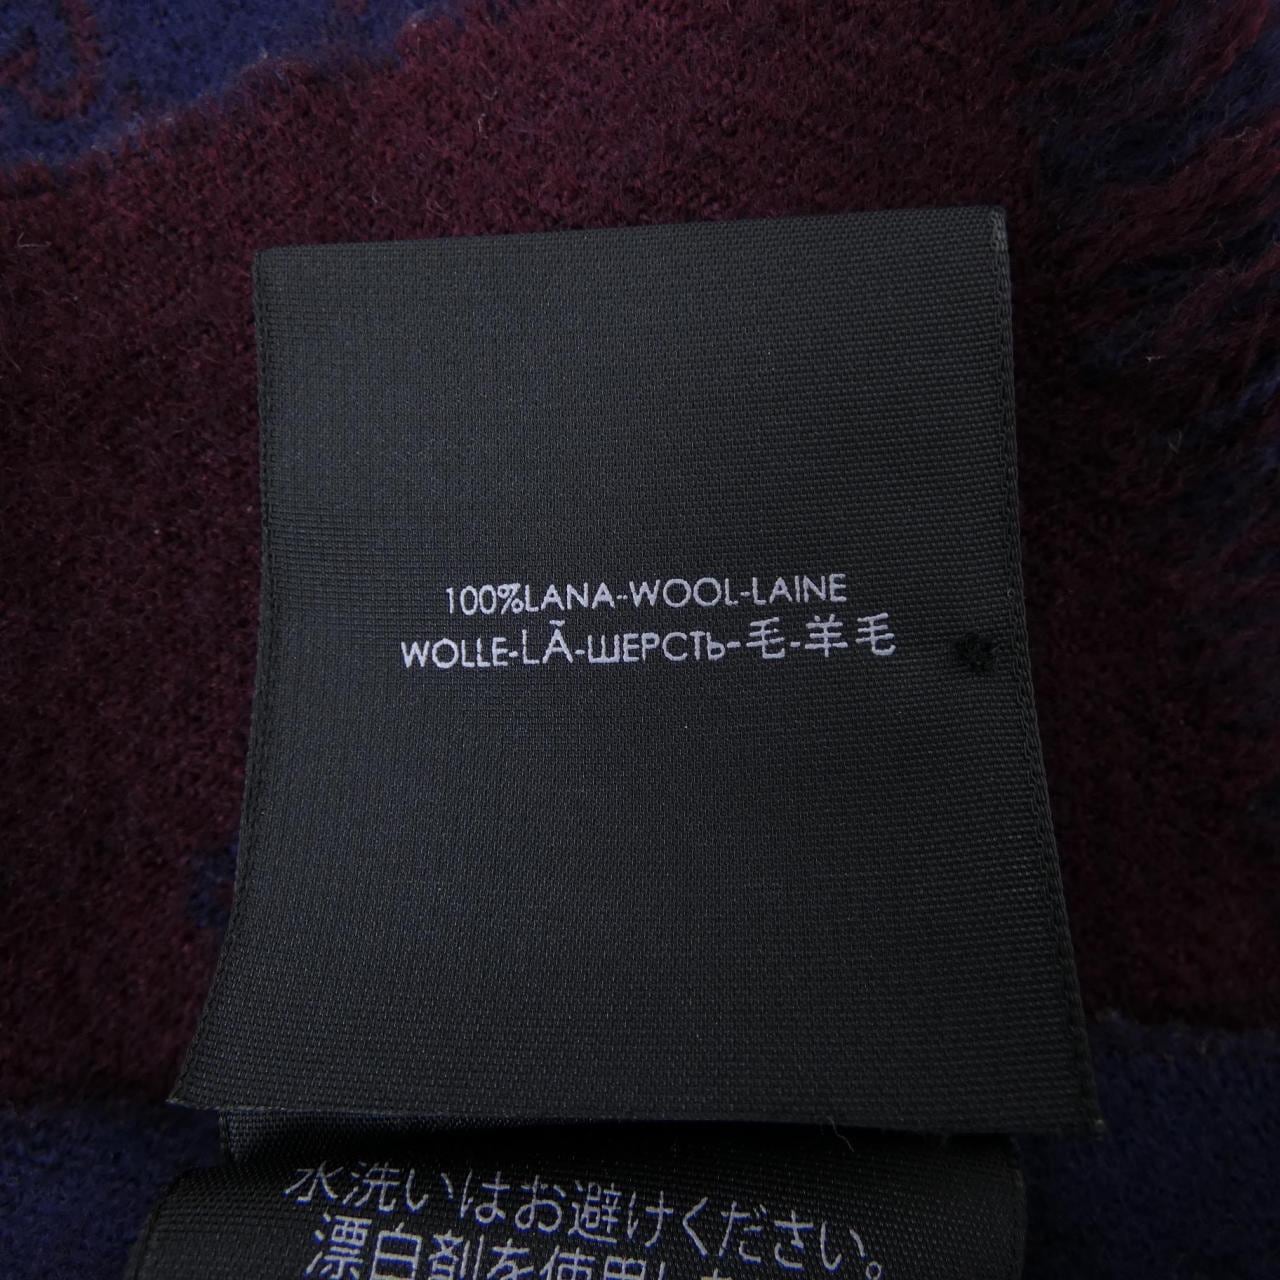 100%LANA-WOOL-LAINE
WOLLE-LÃ-ШЕРСТЬ-毛-羊毛
水洗いはお避けください。
漂白剤を使用し